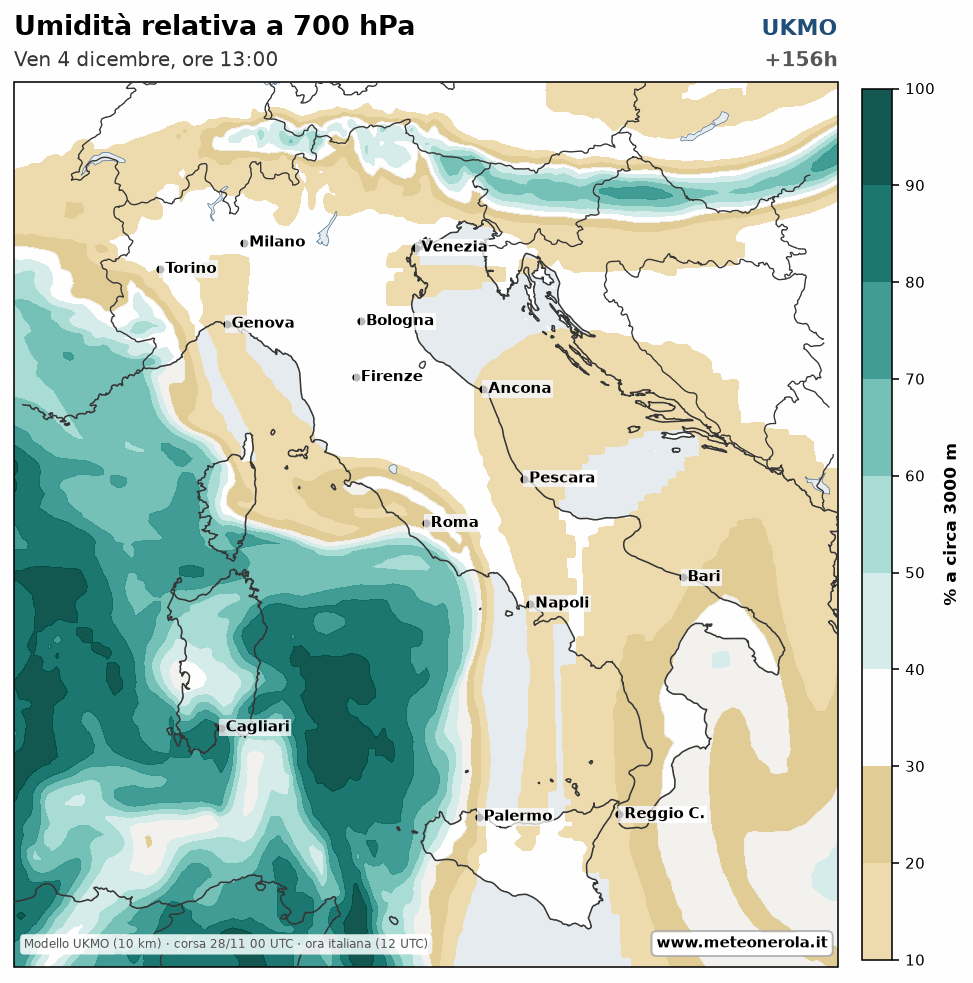 Umidità relativa a 700 hPa
UKMO
Ven 4 dicembre, ore 13:00
+156h
100
90
80
70
60
50
40
30
20
10
% a circa 3000 m
Milano
Venezia
Torino
Genova
Bologna
Firenze
Ancona
Pescara
Roma
Bari
Napoli
Cagliari
Palermo
Reggio C.
Modello UKMO (10 km) · corsa 28/11 00 UTC · ora italiana (12 UTC)
www.meteonerola.it